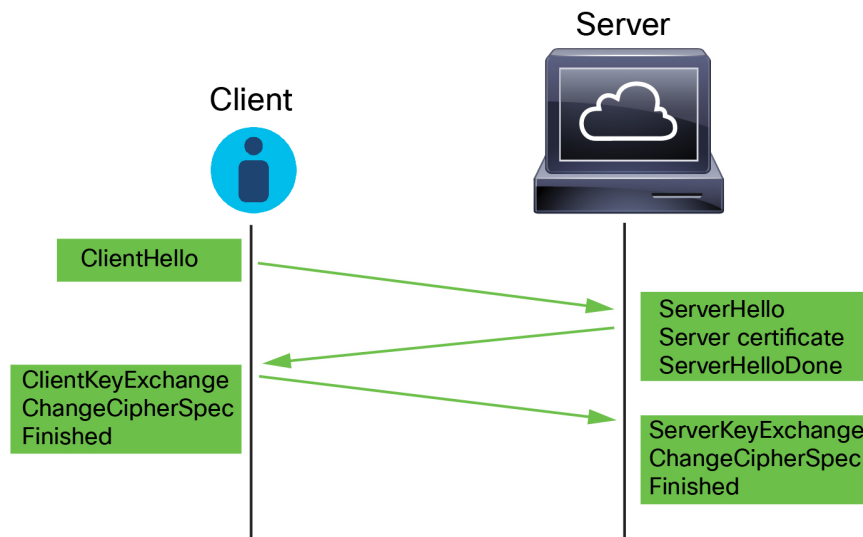 Server
Client
ClientHello
ServerHello
Server certificate
ServerHelloDone
ClientKeyExchange
ChangeCipherSpec
Finished
ServerKeyExchange
ChangeCipherSpec
Finished